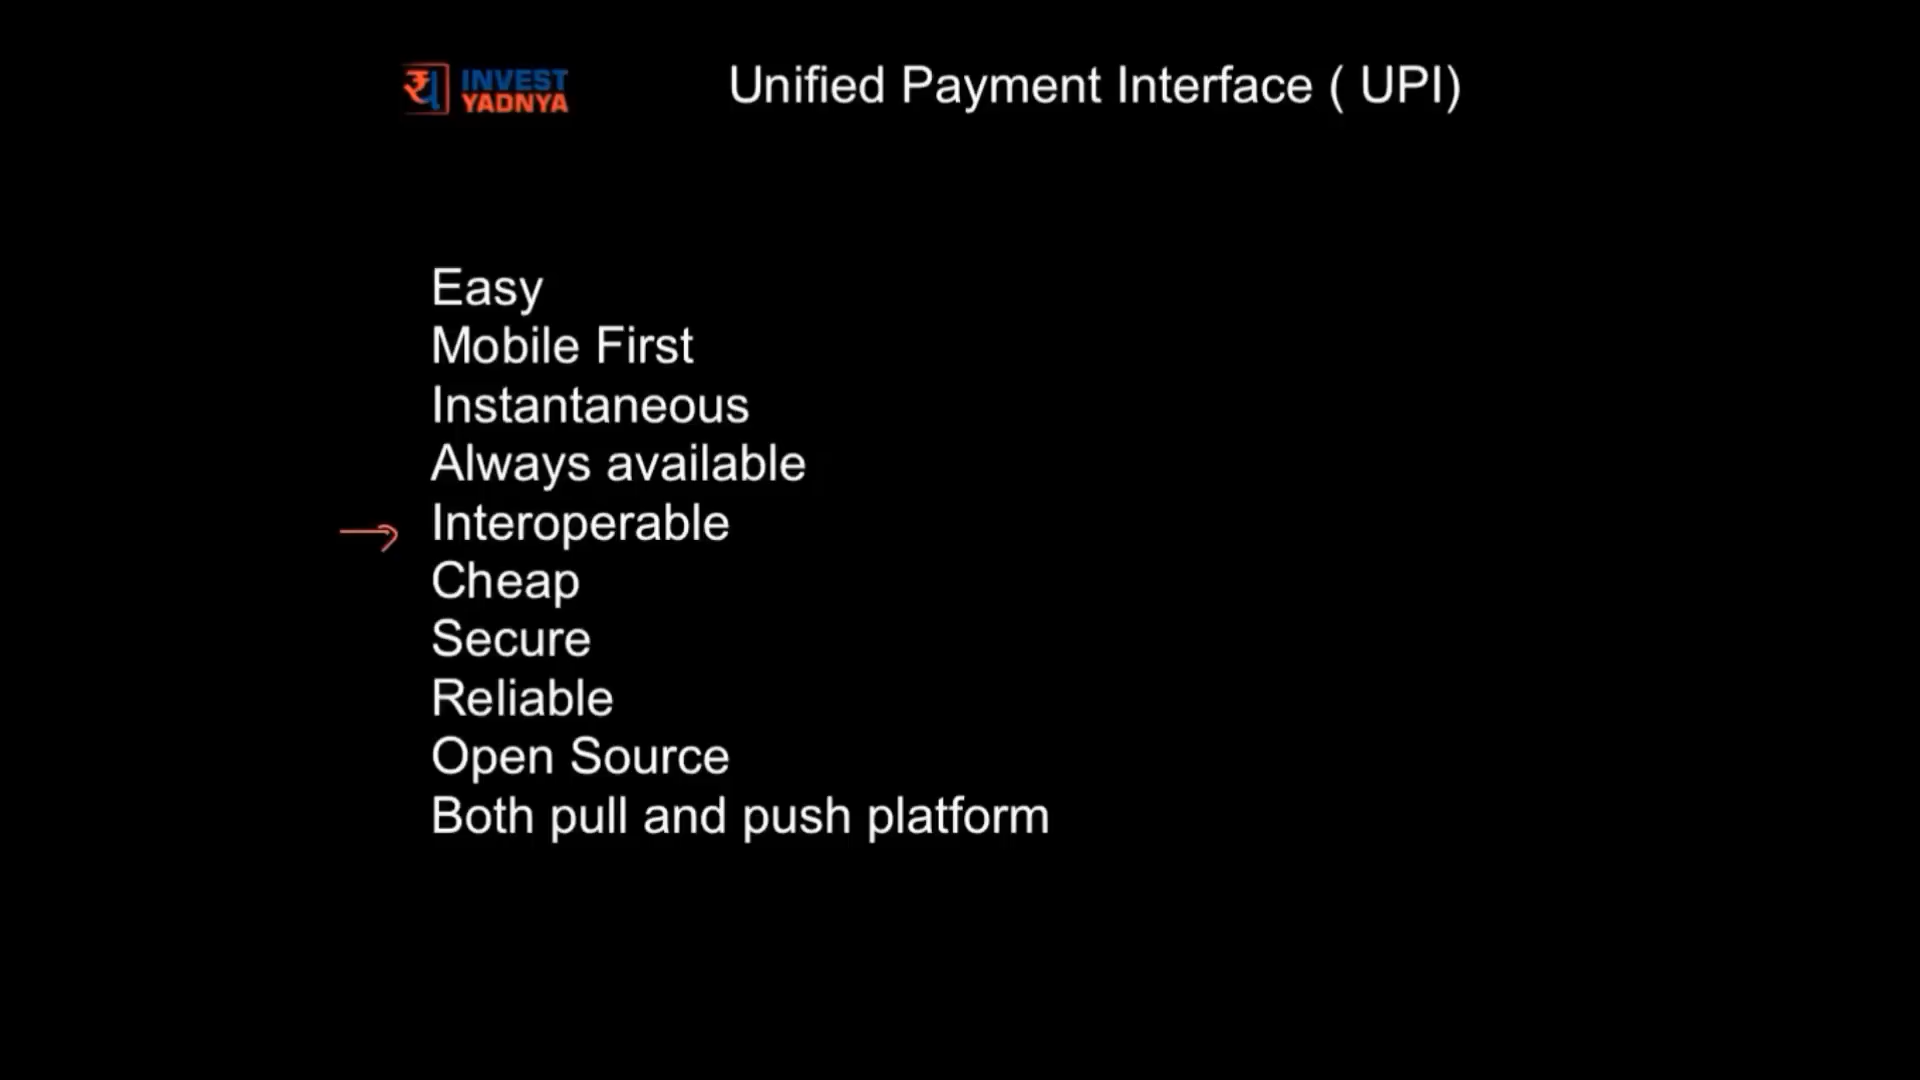 INVEST
YADNYA
Unified Payment Interface ( UPI)
Easy
Mobile First
Instantaneous
Always available
Interoperable
Cheap
Secure
Reliable
Open Source
Both pull and push platform